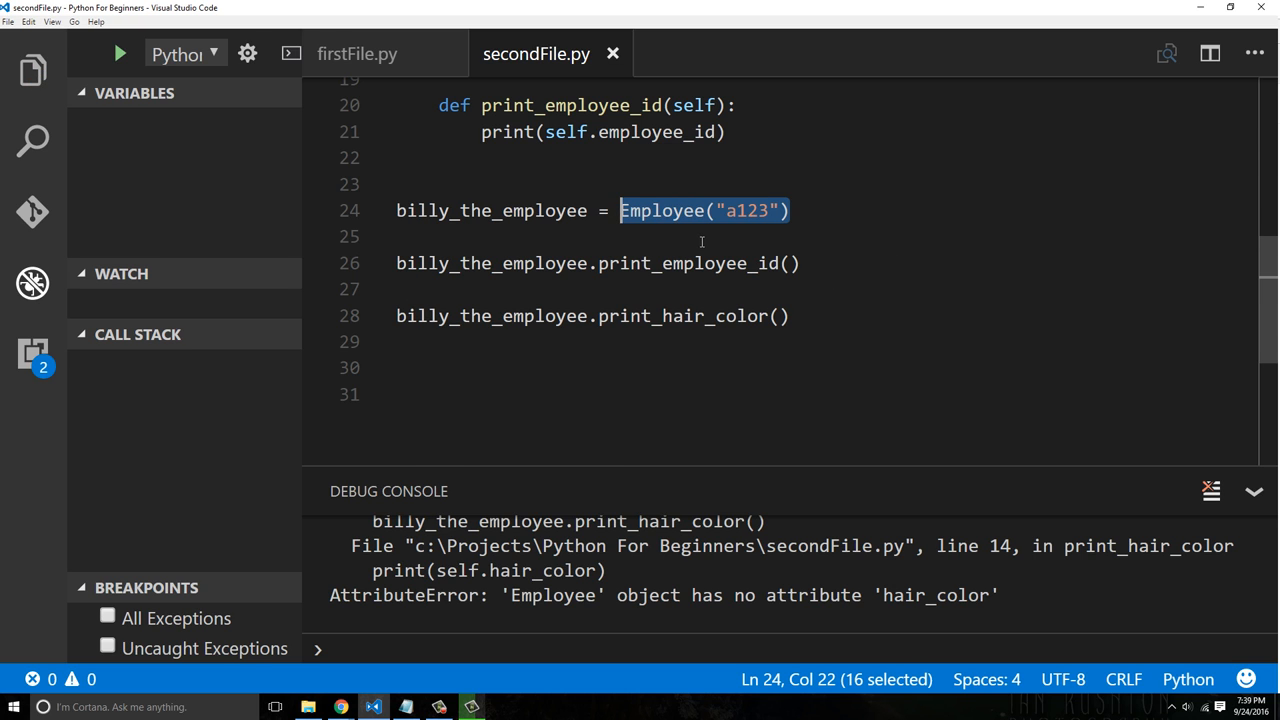 secondFile.py - Python For Beginners - Visual Studio Code
File Edit View Go Help
Pythor firstFile.py secondFile.py
VARIABLES
WATCH
CALL STACK
2
BREAKPOINTS
All Exceptions
Uncaught Exceptions
19
20 def print_employee_id(self):
21 print(self.employee_id)
22
23
24 billy_the_employee = Employee("a123")
25
26 billy_the_employee.print_employee_id()
27
28 billy_the_employee.print_hair_color()
29
30
31
DEBUG CONSOLE
billy_the_employee.print_hair_color()
File "c:\Projects\Python For Beginners\secondFile.py", line 14, in print_hair_color
print(self.hair_color)
AttributeError: 'Employee' object has no attribute 'hair_color'
0 0 Ln 24, Col 22 (16 selected) Spaces: 4 UTF-8 CRLF Python
I'm Cortana. Ask me anything.
7:39 PM
9/24/2016